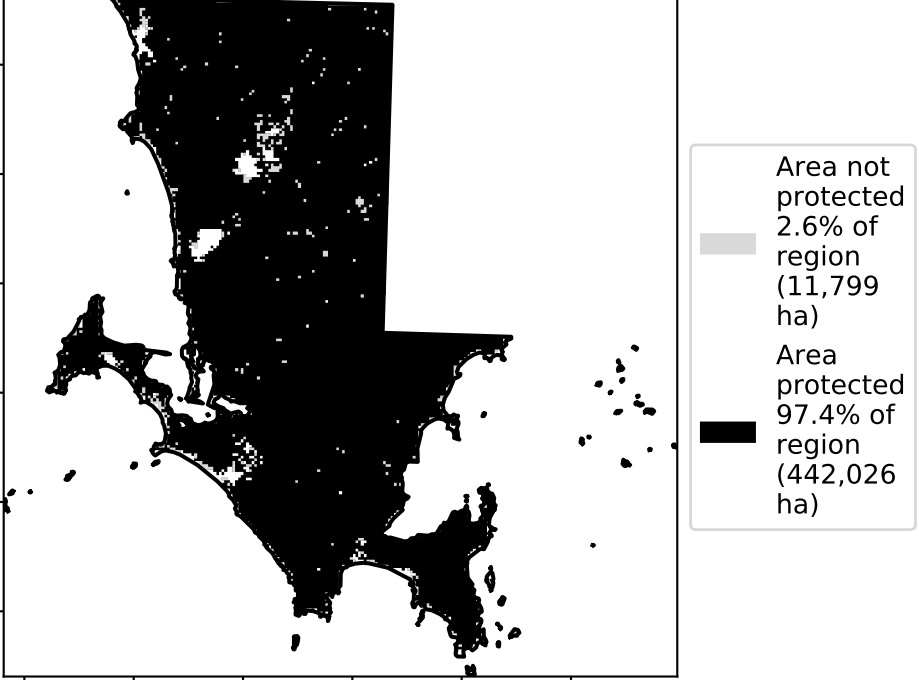 Area not
protected
2.6% of
region
(11,799
ha)
Area
protected
97.4% of
region
(442,026
ha)